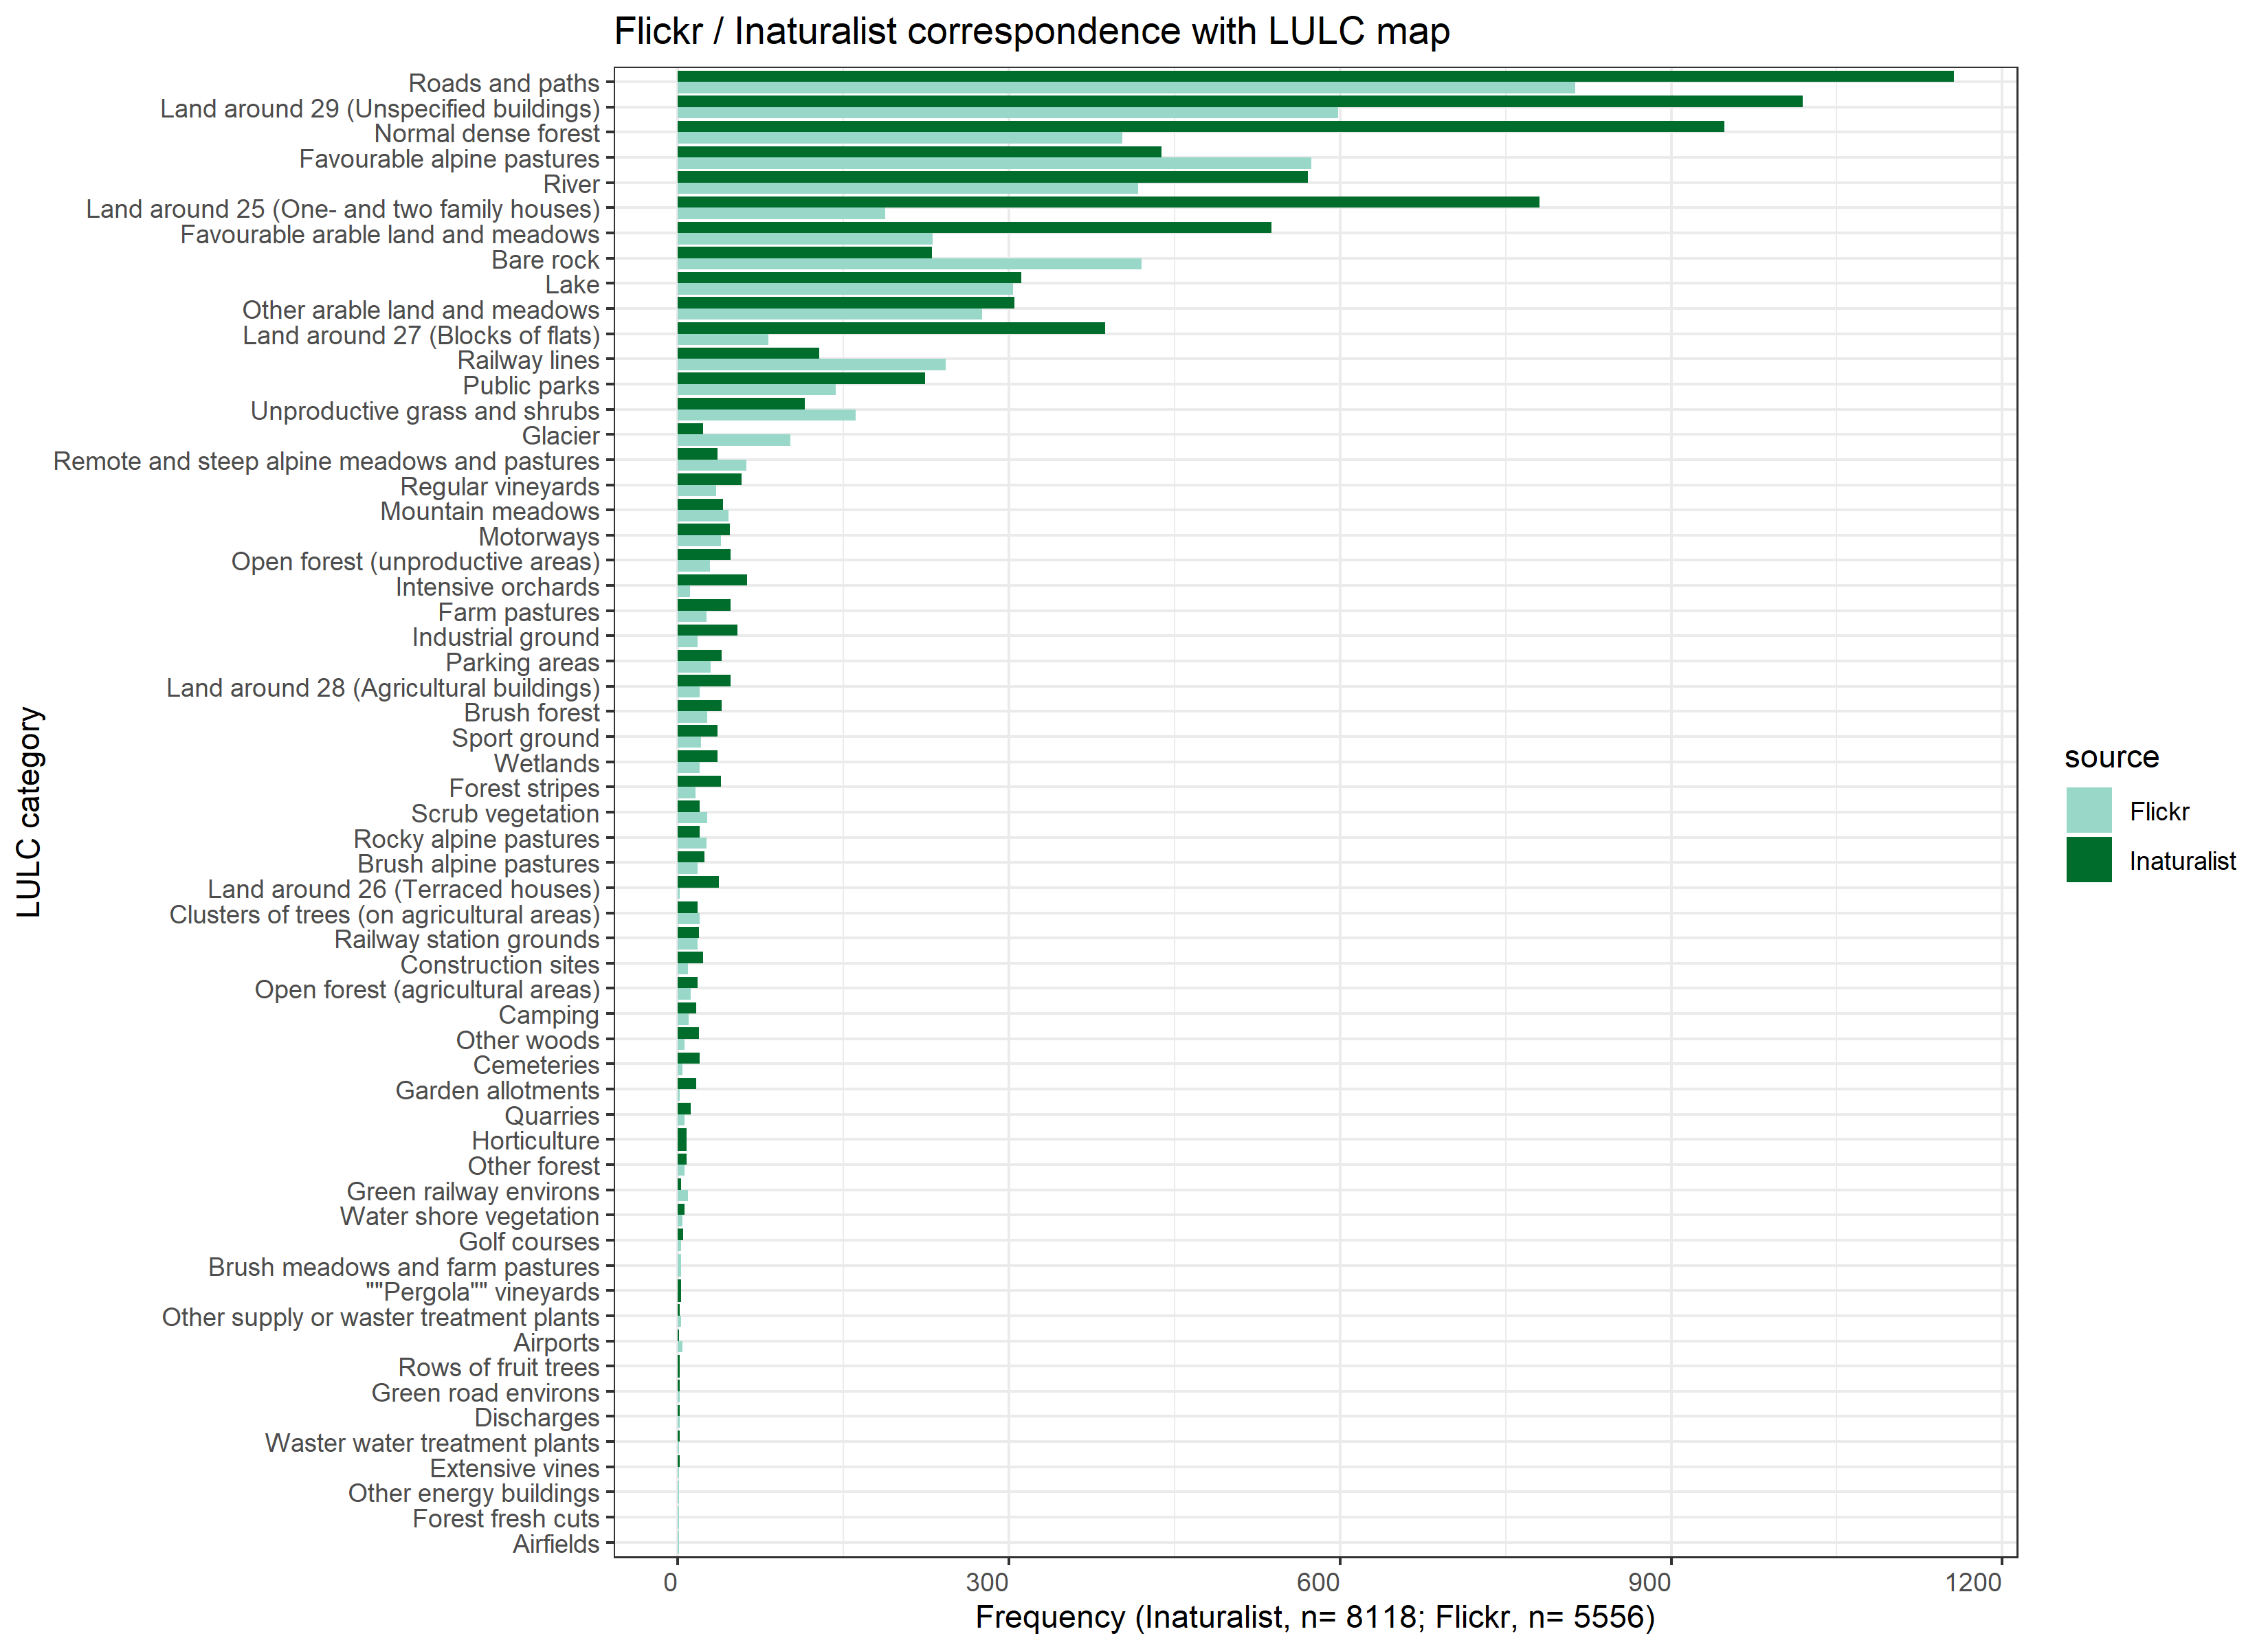 Flickr / Inaturalist correspondence with LULC map
Roads and paths
Land around 29 (Unspecified buildings)
Normal dense forest
Favourable alpine pastures
River
Land around 25 (One- and two family houses)
Favourable arable land and meadows
Bare rock
Lake
Other arable land and meadows
Land around 27 (Blocks of flats)
Railway lines
Public parks
Unproductive grass and shrubs
Glacier
Remote and steep alpine meadows and pastures
Regular vineyards
Mountain meadows
Motorways
Open forest (unproductive areas)
Intensive orchards
Farm pastures
Industrial ground
Parking areas
Land around 28 (Agricultural buildings)
Brush forest
Sport ground
Wetlands
Forest stripes
Scrub vegetation
Rocky alpine pastures
Brush alpine pastures
Land around 26 (Terraced houses)
Clusters of trees (on agricultural areas)
Railway station grounds
Construction sites
Open forest (agricultural areas)
Camping
Other woods
Cemeteries
Garden allotments
Quarries
Horticulture
Other forest
Green railway environs
Water shore vegetation
Golf courses
Brush meadows and farm pastures
""Pergola"" vineyards
Other supply or waste treatment plants
Airports
Rows of fruit trees
Green road environs
Discharges
Waster water treatment plants
Extensive vines
Other energy buildings
Forest fresh cuts
Airfields
LULC category
0 300 600 900 1200
Frequency (Inaturalist, n= 8118; Flickr, n= 5556)
source
Flickr
Inaturalist